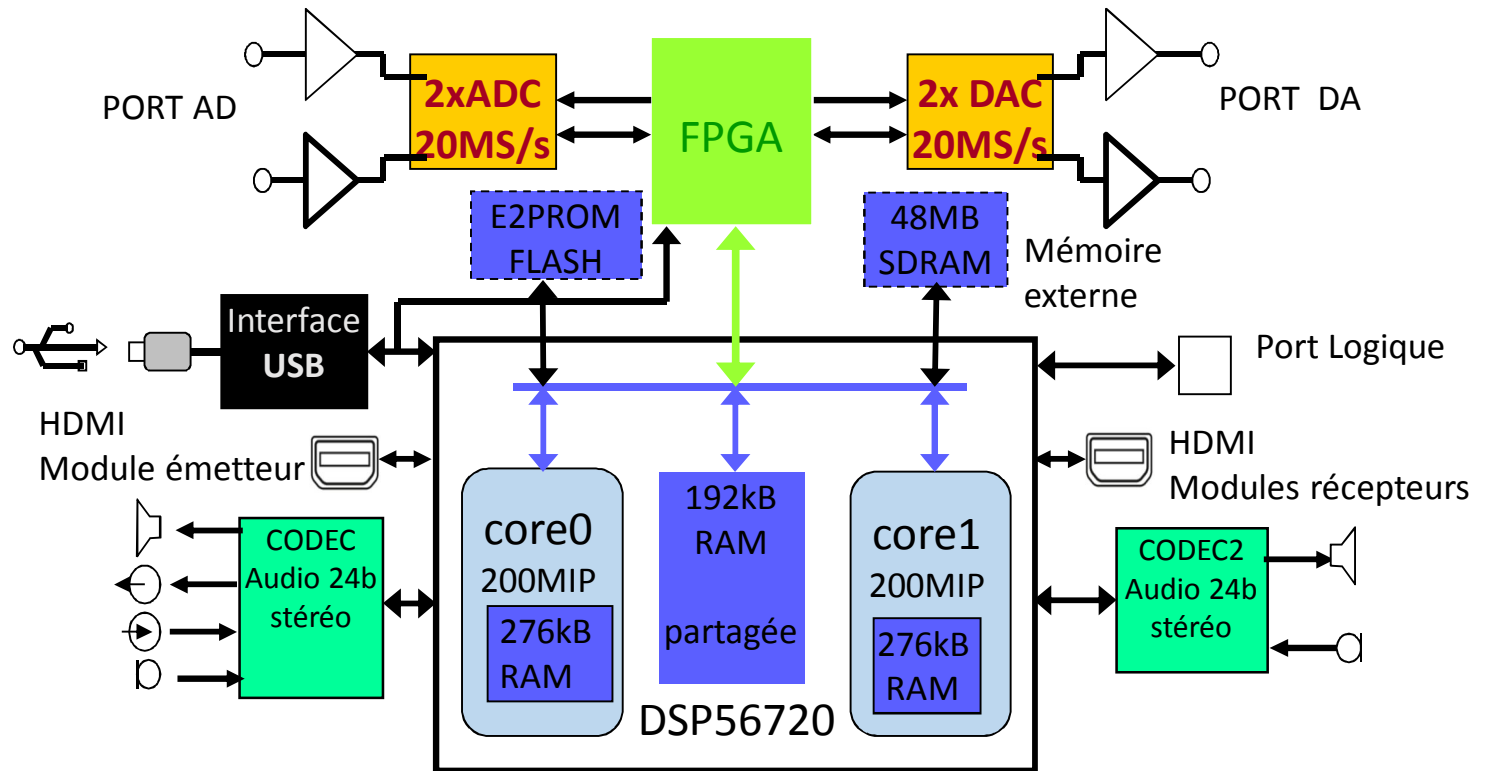 PORT AD
2xADC
20MS/s
FPGA
2x DAC
20MS/s
PORT DA
E2PROM
FLASH
48MB
SDRAM
Mémoire
externe
Interface
USB
Port Logique
HDMI
Module émetteur
HDMI
Modules récepteurs
CODEC
Audio 24b
stéréo
core0
200MIP
276kB
RAM
192kB
RAM
partagée
core1
200MIP
276kB
RAM
CODEC2
Audio 24b
stéréo
DSP56720